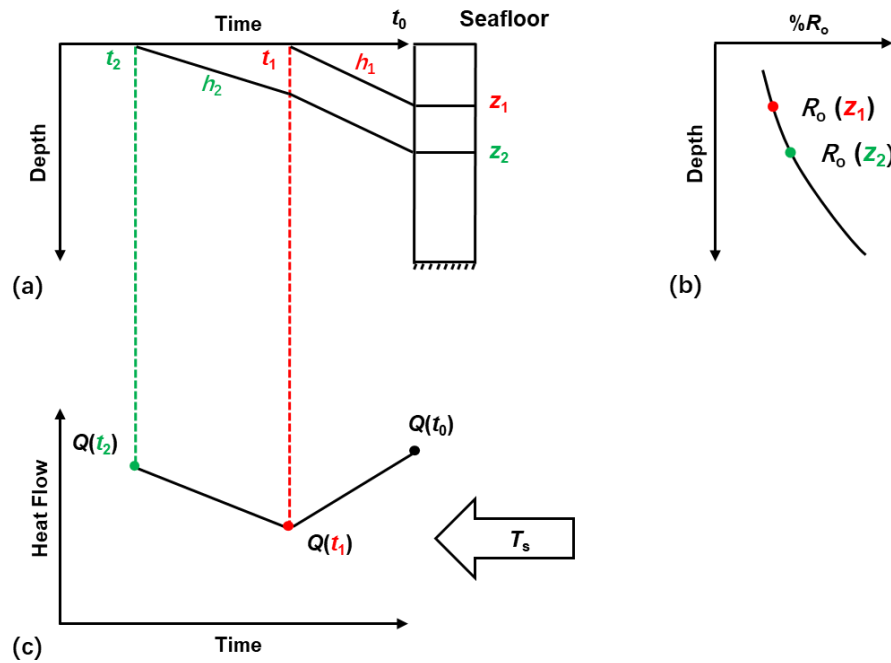 Time
t₀
Seafloor
t₂
t₁
h₂
h₁
z₁
z₂
Depth
(a)
%Rₒ
Rₒ (z₁)
Rₒ (z₂)
Depth
(b)
Q(t₂)
Q(t₀)
Q(t₁)
Heat Flow
Tₛ
Time
(c)